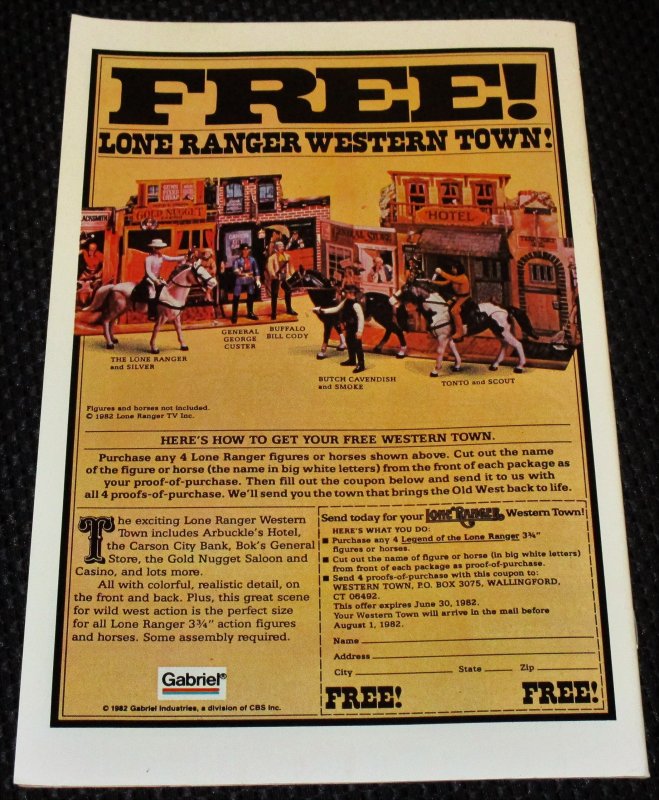 FREE!
LONE RANGER WESTERN TOWN!
GOLD NUGGET
HOTEL
GENERAL STORE
THE LONE RANGER
and SILVER
GENERAL
GEORGE
CUSTER
BUFFALO
BILL CODY
BUTCH CAVENDISH
and SMOKE
TONTO and SCOUT
Figures and horses not included.
© 1982 Lone Ranger TV Inc.
HERE'S HOW TO GET YOUR FREE WESTERN TOWN.
Purchase any 4 Lone Ranger figures or horses shown above. Cut out the name
of the figure or horse (the name in big white letters) from the front of each package as
your proof-of-purchase. Then fill out the coupon below and send it to us with
all 4 proofs-of-purchase. We'll send you the town that brings the Old West back to life.
The exciting Lone Ranger Western
Town includes Arbuckle's Hotel,
the Carson City Bank, Bok's General
Store, the Gold Nugget Saloon and
Casino, and lots more.
All with colorful, realistic detail, on
the front and back. Plus, this great scene
for wild west action is the perfect size
for all Lone Ranger 3¾" action figures
and horses. Some assembly required.
Gabriel®
© 1982 Gabriel Industries, a division of CBS Inc.
Send today for your LONE RANGER Western Town!
HERE'S WHAT YOU DO:
■ Purchase any 4 Legend of the Lone Ranger 3¾"
figures or horses.
■ Cut out name of figure or horse (in big white letters)
from front of each package as proof-of-purchase.
■ Send 4 proofs-of-purchase with this coupon to:
WESTERN TOWN, P.O. BOX 3075, WALLINGFORD,
CT 06492.
This offer expires June 30, 1982.
Your Western Town will arrive in the mail before
August 1, 1982.
Name
Address
City State Zip
FREE! FREE!